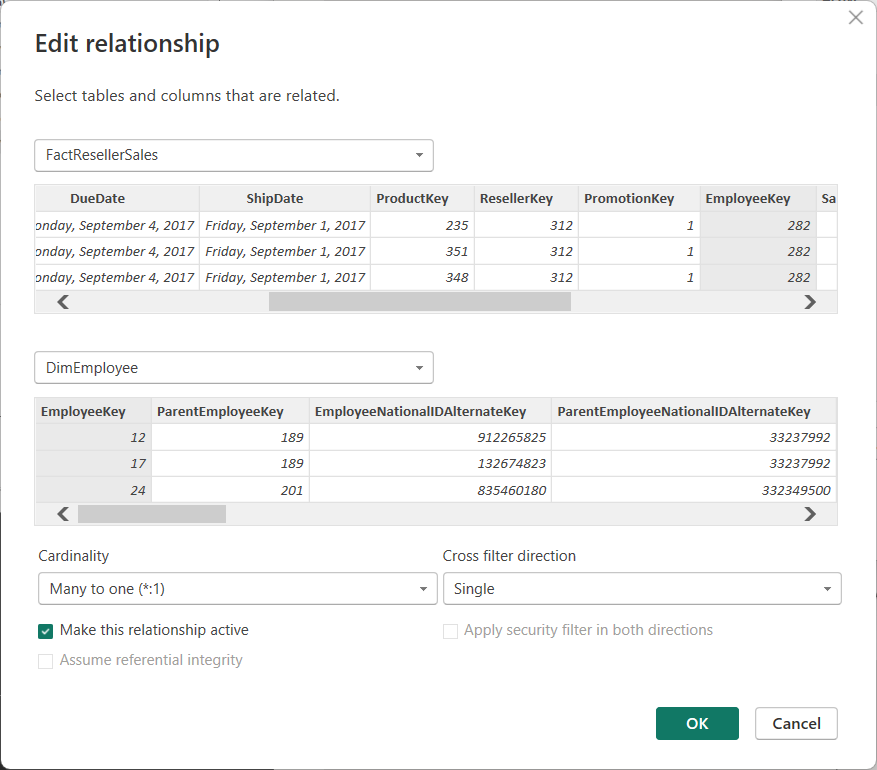 Edit relationship
Select tables and columns that are related.
FactResellerSales
DueDate ShipDate ProductKey ResellerKey PromotionKey EmployeeKey Sa
onday, September 4, 2017 Friday, September 1, 2017 235 312 1 282
onday, September 4, 2017 Friday, September 1, 2017 351 312 1 282
onday, September 4, 2017 Friday, September 1, 2017 348 312 1 282
DimEmployee
EmployeeKey ParentEmployeeKey EmployeeNationalIDAlternateKey ParentEmployeeNationalIDAlternateKey
12 189 912265825 33237992
17 189 132674823 33237992
24 201 835460180 332349500
Cardinality Cross filter direction
Many to one (*:1) Single
Make this relationship active Apply security filter in both directions
Assume referential integrity
OK Cancel